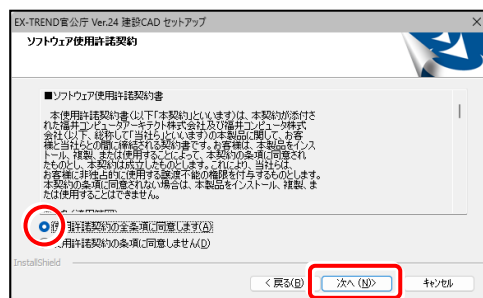 EX-TREND官公庁 Ver.24 建設CAD セットアップ
ソフトウェア使用許諾契約
■ソフトウェア使用許諾契約書
本使用許諾契約書(以下「本契約」といいます)は、本契約が添付さ
れた福井コンピュータアーキテクト株式会社及び福井コンピュータ株式
会社(以下、総称して「当社」といいます)の本製品に関して、お客
様と当社との間に締結される契約書です。お客様は、本製品をインス
トール、複製、または使用することによって、本契約の条項に同意され
たものとし、本契約は成立したものとします。これにより、当社らは、
お客様に非独占的に使用する譲渡不能の権限を付与するものとします。
本契約の条項に同意されない場合は、本製品をインストール、複製、ま
たは使用することはできません。
使用許諾契約の全条項に同意します(A)
使用許諾契約の条項に同意しません(D)
InstallShield
< 戻る(B)
次へ (N)>
キャンセル